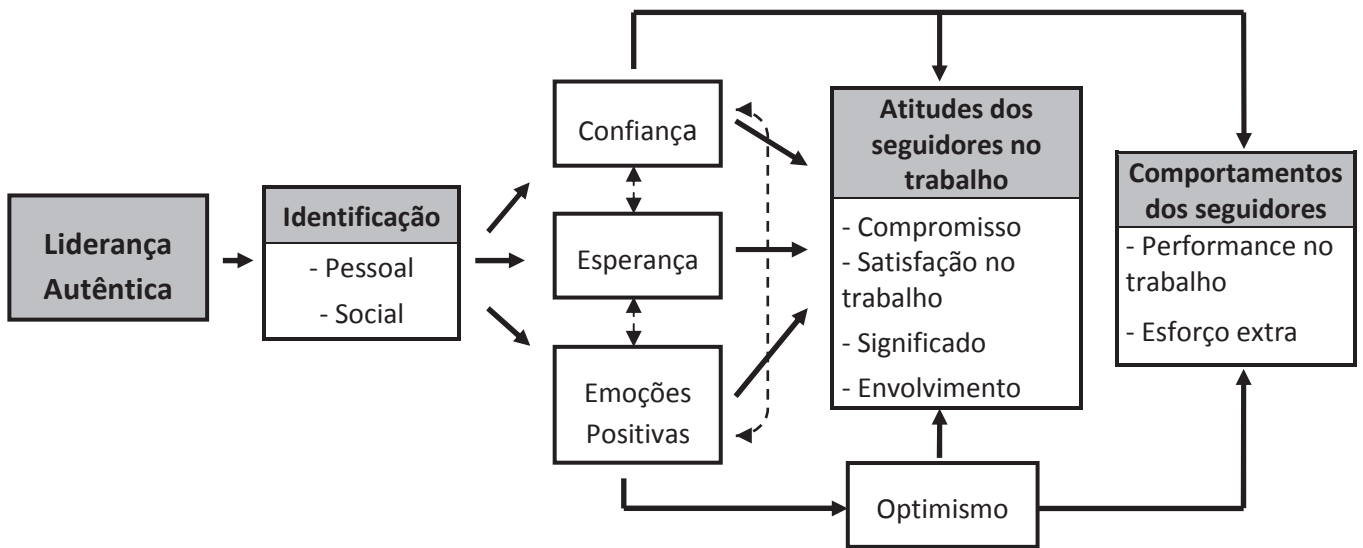 Liderança
Autêntica
Identificação
- Pessoal
- Social
Confiança
Esperança
Emoções
Positivas
Atitudes dos
seguidores no
trabalho
- Compromisso
- Satisfação no
trabalho
- Significado
- Envolvimento
Optimismo
Comportamentos
dos seguidores
- Performance no
trabalho
- Esforço extra